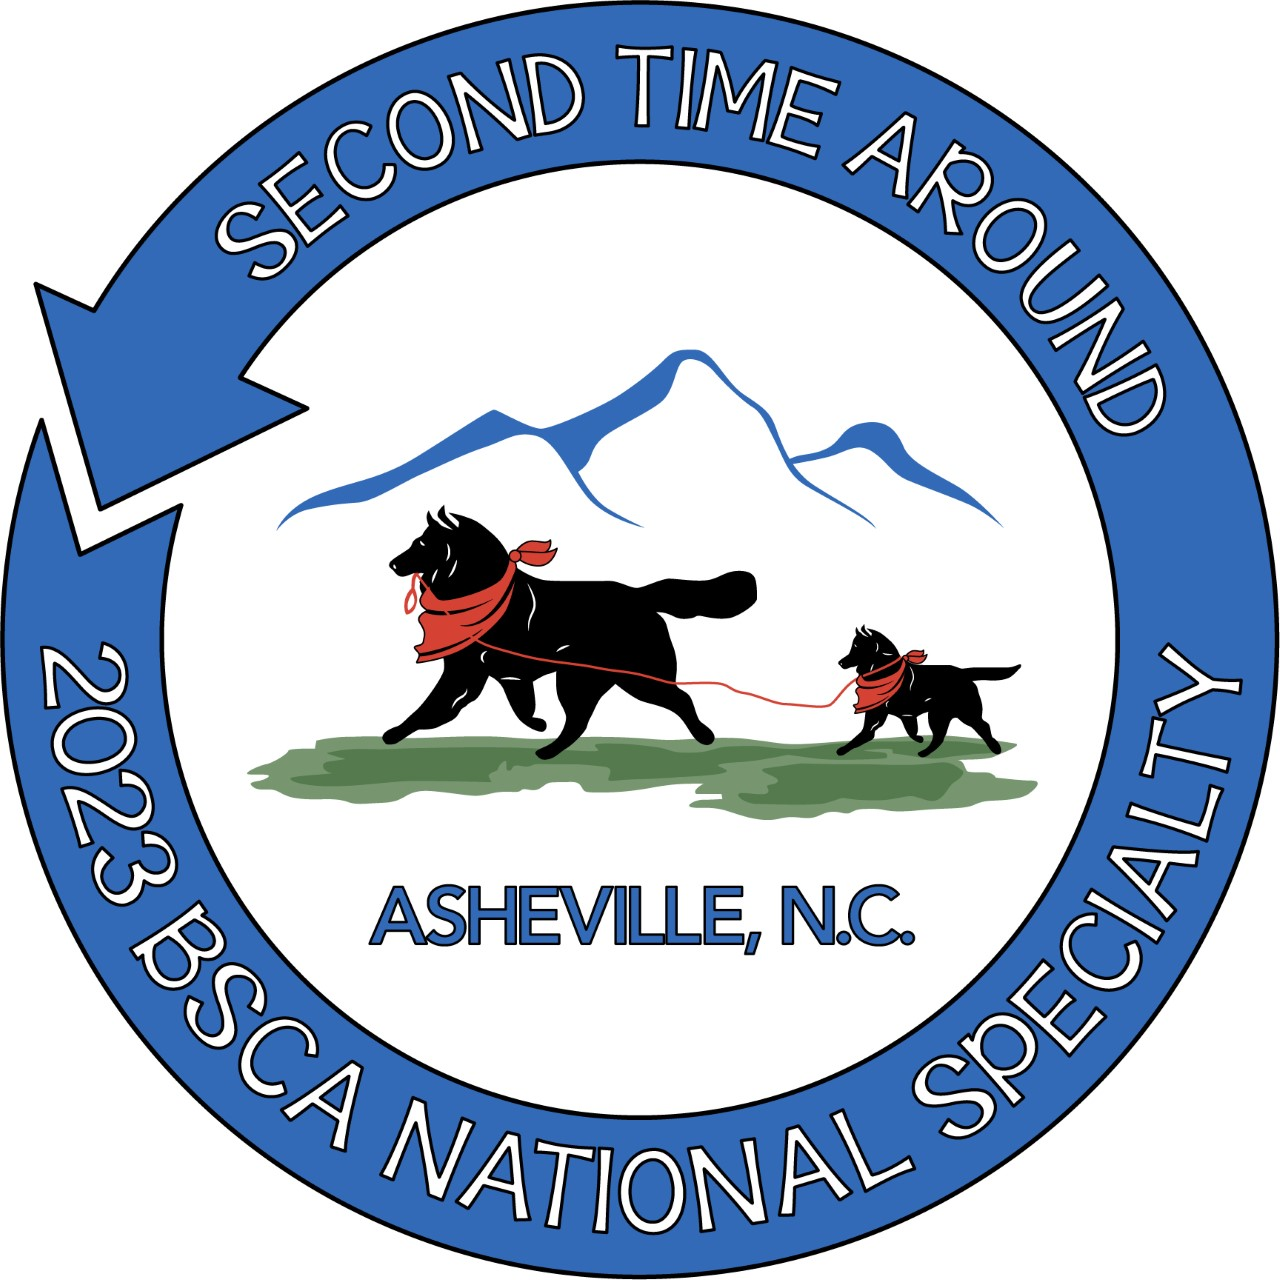 SECOND TIME AROUND
ASHEVILLE, N.C.
2023 BSCA NATIONAL SPECIALTY